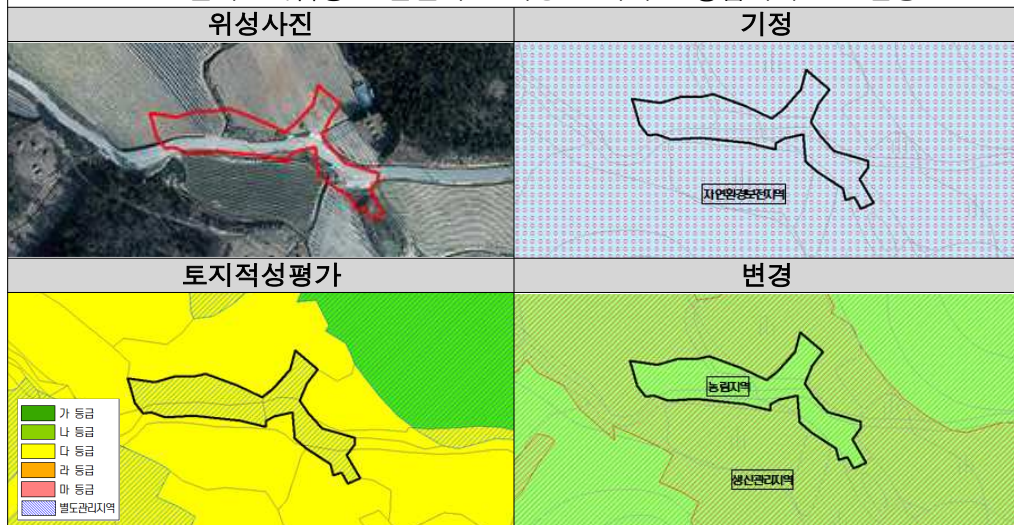 위성사진
기정
자연환경보전지역
토지적성평가
변경
가 등급
나 등급
다 등급
라 등급
마 등급
별도관리지역
농림지역
생산관리지역